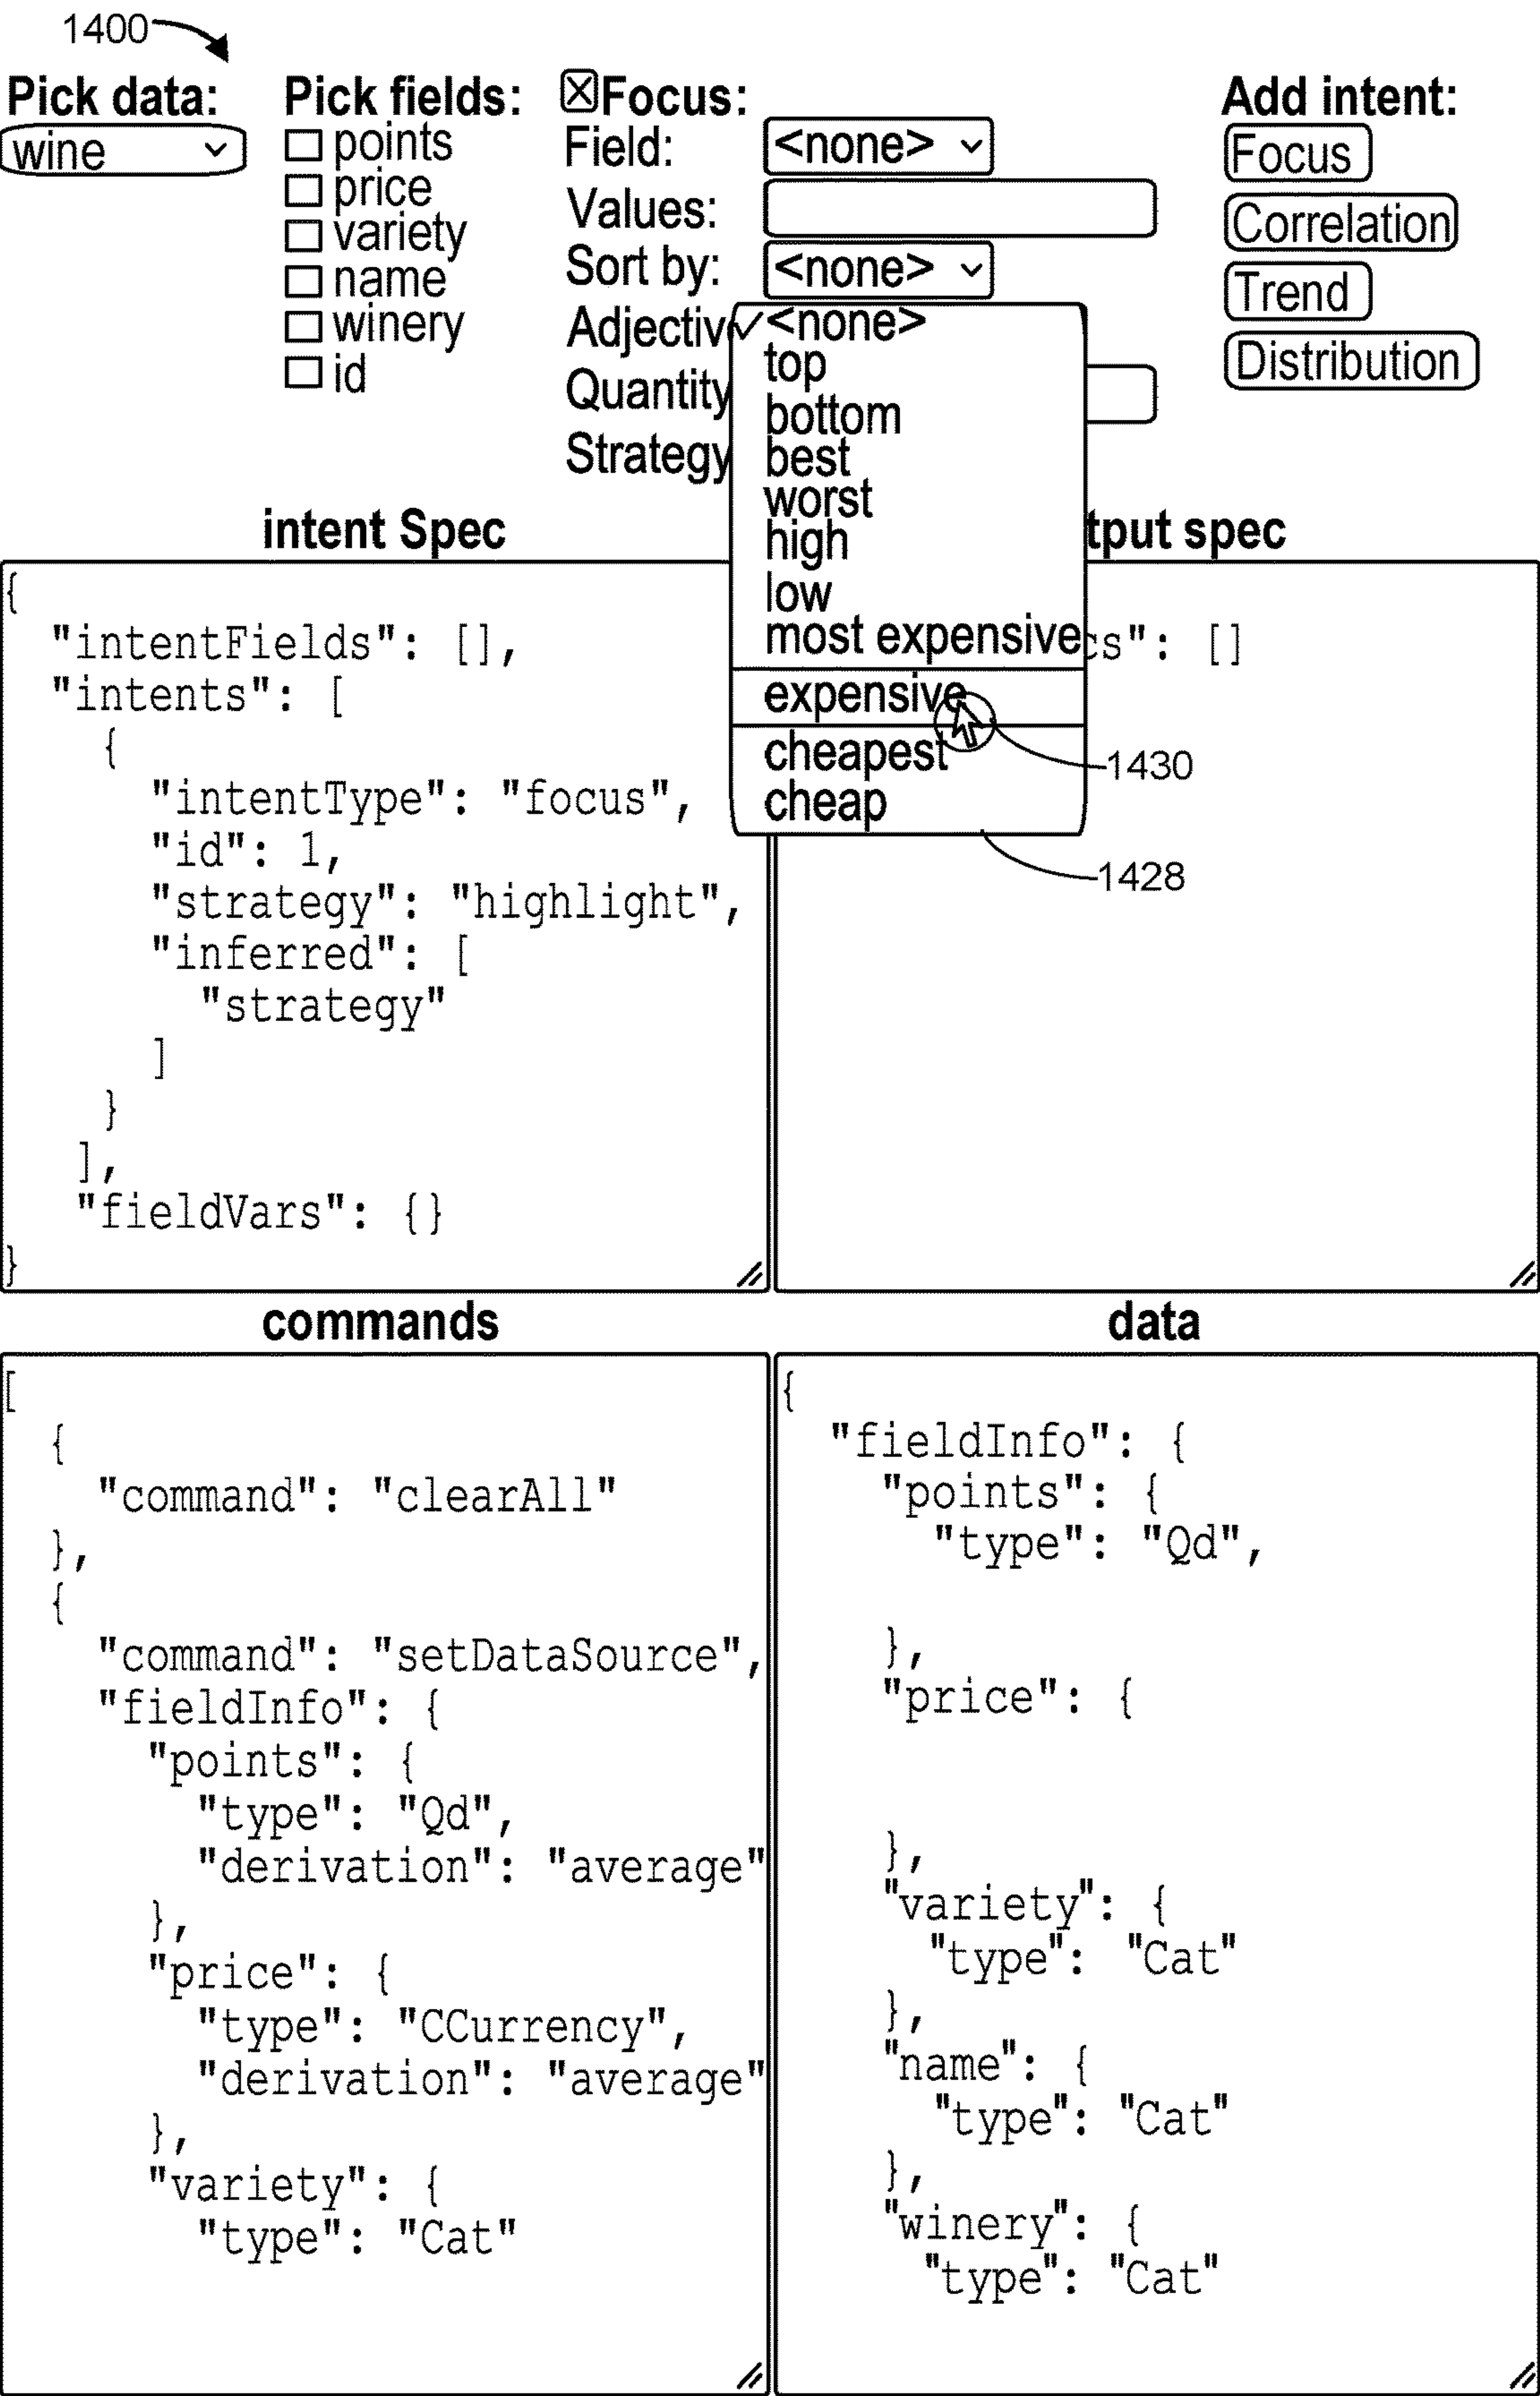 1400
Pick data:
wine
Pick fields:
points
price
variety
name
winery
id
Focus:
Field: <none>
Values:
Sort by: <none>
Adjectiv
Quantity
Strategy
<none>
top
bottom
best
worst
high
low
most expensive
expensive
cheapest
cheap
1430
1428
Add intent:
Focus
Correlation
Trend
Distribution
intent Spec
{
"intentFields": [],
"intents": [
{
"intentType": "focus",
"id": 1,
"strategy": "highlight",
"inferred": [
"strategy"
]
}
],
"fieldVars": {}
}
tput spec
cs": []
commands
[
{
"command": "clearAll"
},
{
"command": "setDataSource",
"fieldInfo": {
"points": {
"type": "Qd",
"derivation": "average"
},
"price": {
"type": "CCurrency",
"derivation": "average"
},
"variety": {
"type": "Cat"
data
{
"fieldInfo": {
"points": {
"type": "Qd",
},
"price": {
},
"variety": {
"type": "Cat"
},
"name": {
"type": "Cat"
},
"winery": {
"type": "Cat"